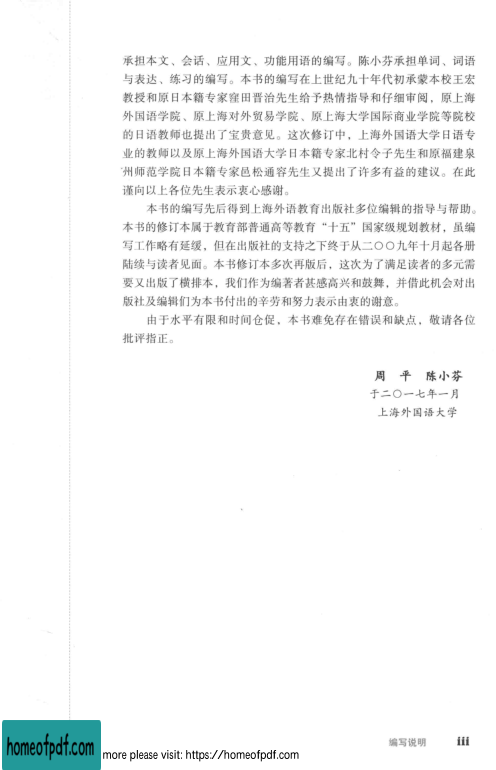 承担本文、会话、应用文、功能用语的编写。陈小芬承担单词、词语
与表达、练习的编写。本书的编写在上世纪九十年代初承蒙本校王宏
教授和原日本籍专家窪田晋治先生给予热情指导和仔细审阅，原上海
外国语学院、原上海对外贸易学院、原上海大学国际商业学院等院校
的日语教师也提出了宝贵意见。这次修订中，上海外国语大学日语专
业的教师以及原上海外国语大学日本籍专家北村令子先生和原福建泉
州师范学院日本籍专家邑松通容先生又提出了许多有益的建议。在此
谨向以上各位先生表示衷心感谢。
本书的编写先后得到上海外语教育出版社多位编辑的指导与帮助。
本书的修订本属于教育部普通高等教育“十五”国家级规划教材，虽编
写工作略有延缓，但在出版社的支持之下终于从二〇〇九年十月起各册
陆续与读者见面。本书修订本多次再版后，这次为了满足读者的多元需
要又出版了横排本，我们作为编著者甚感高兴和鼓舞，并借此机会对出
版社及编辑们为本书付出的辛劳和努力表示由衷的谢意。
由于水平有限和时间仓促，本书难免存在错误和缺点，敬请各位
批评指正。
周 平 陈小芬
于二〇一七年一月
上海外国语大学
编写说明 iii
homeofpdf.com
more please visit: https://homeofpdf.com